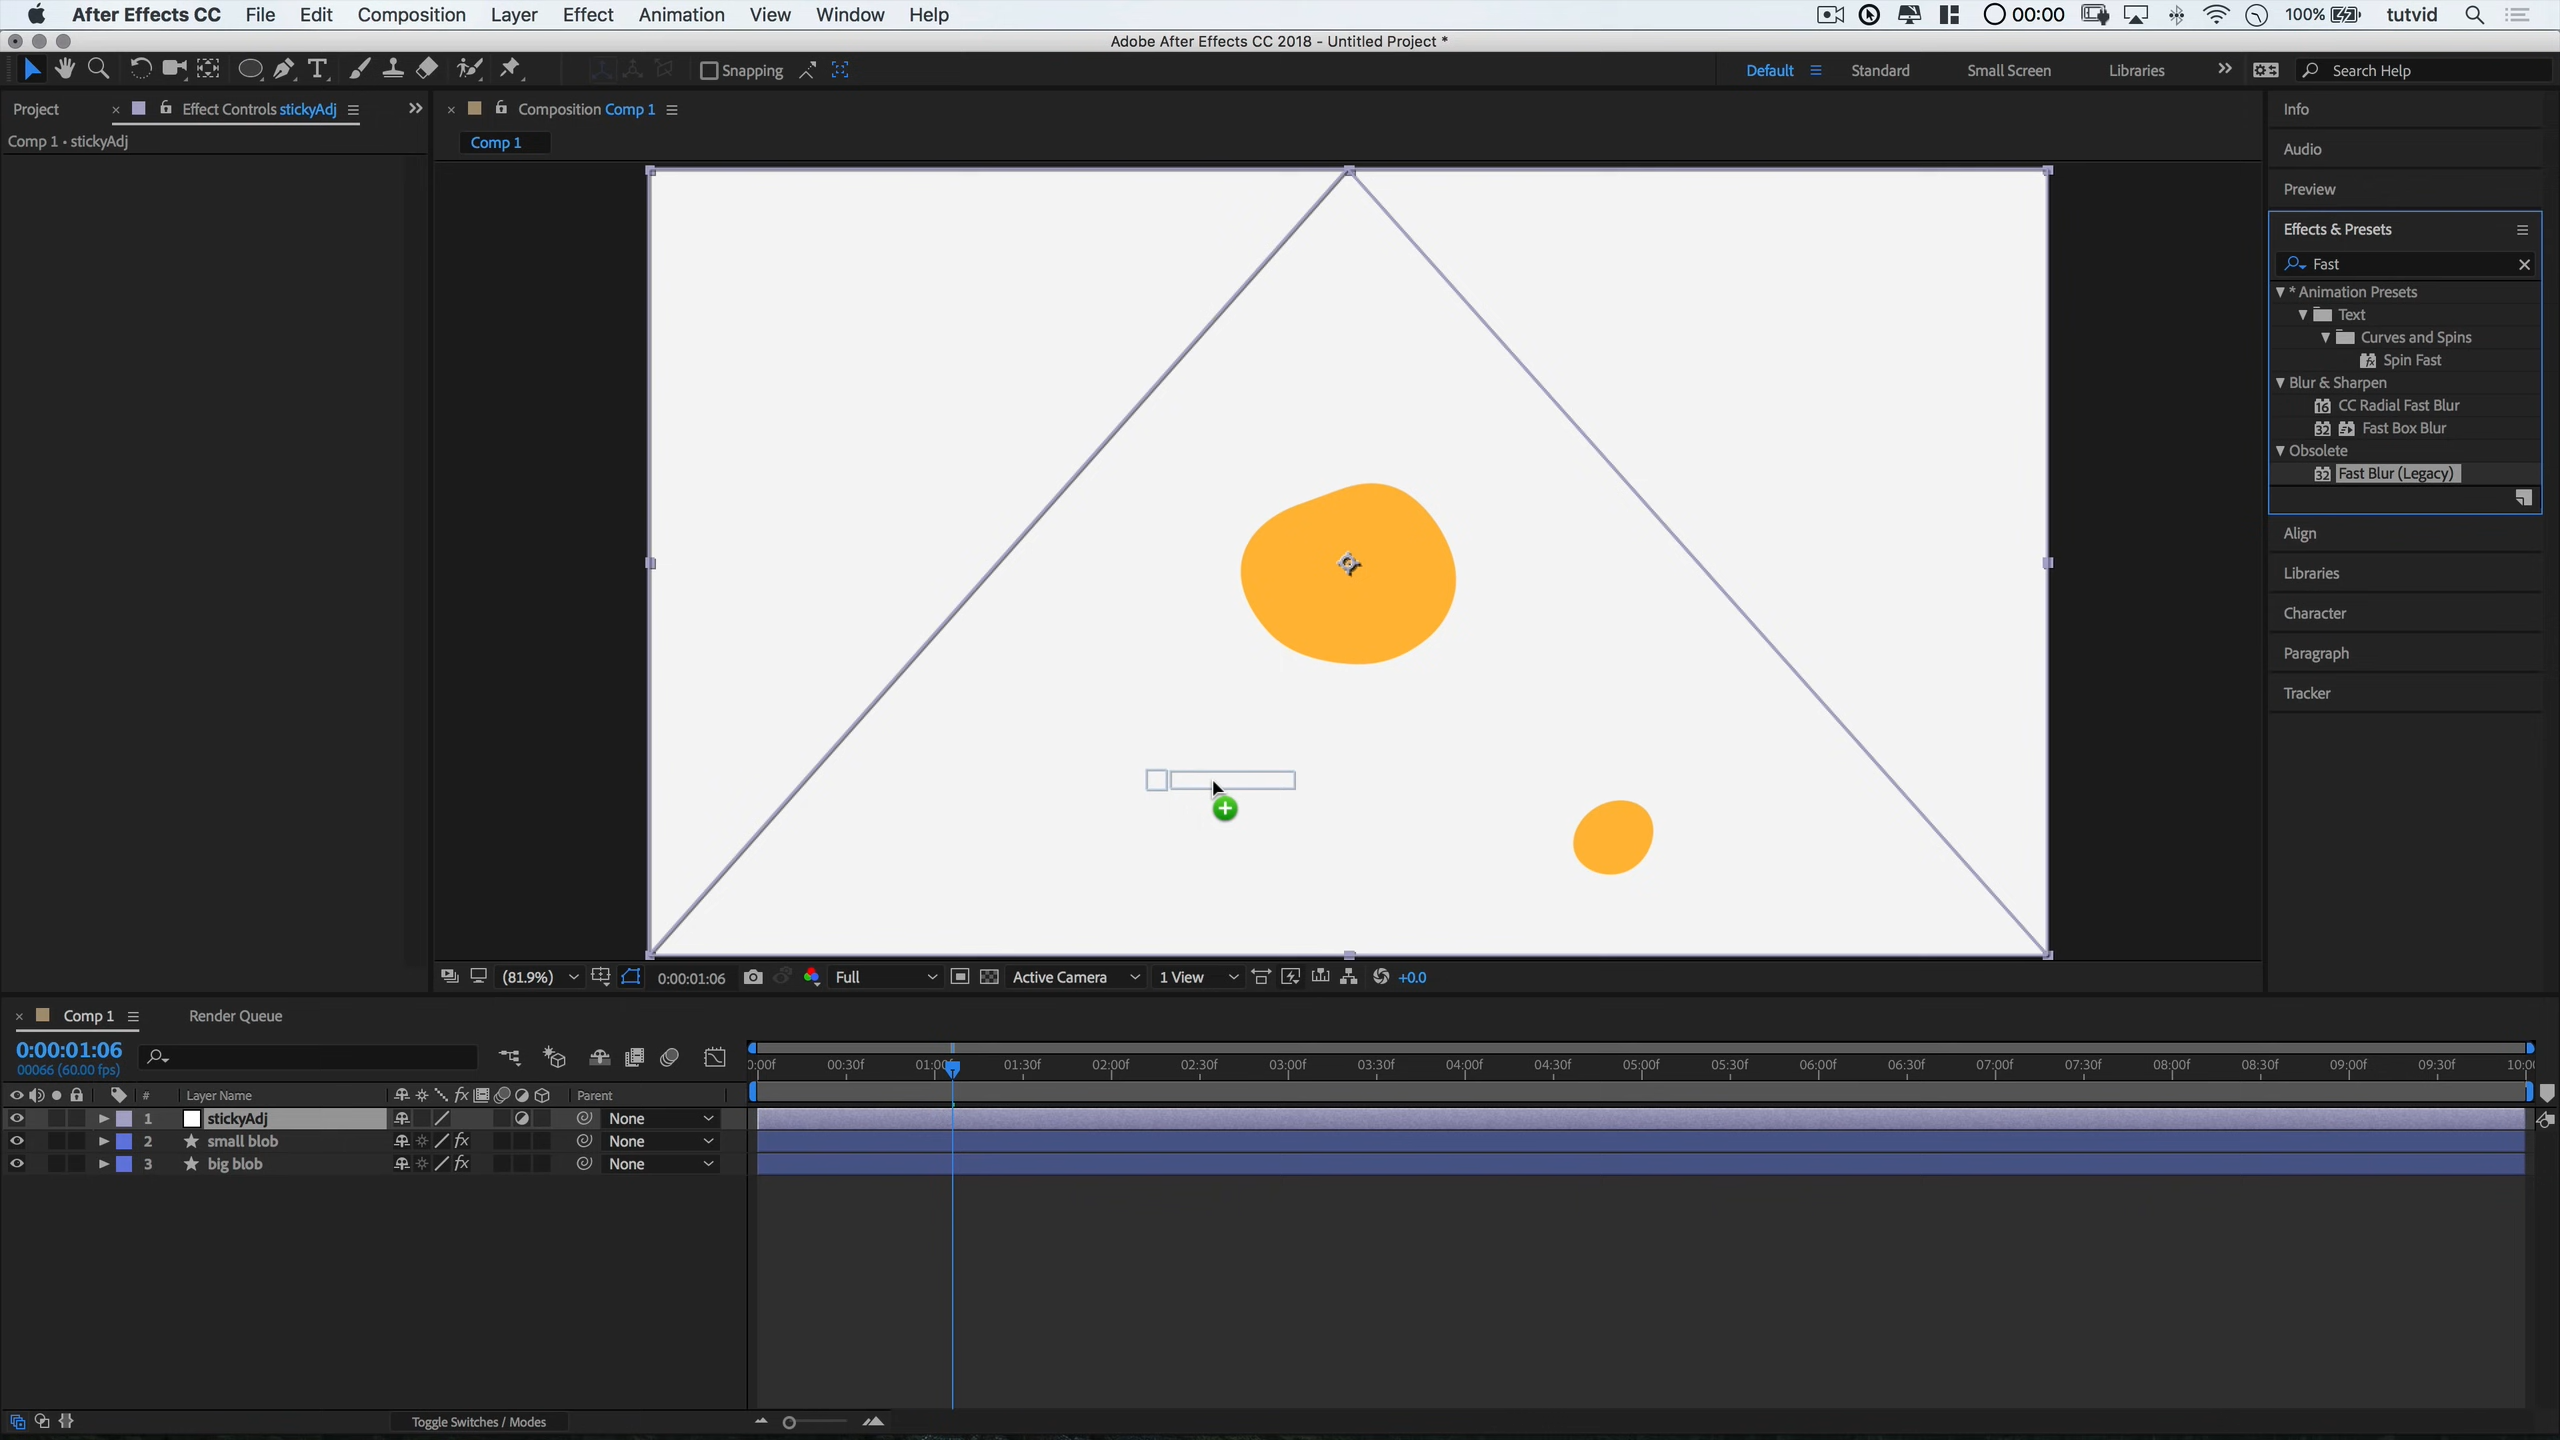 After Effects CC File Edit Composition Layer Effect Animation View Window Help 00:00 100% tutvid
Adobe After Effects CC 2018 - Untitled Project *
Snapping Default Standard Small Screen Libraries Search Help
Project Effect Controls stickyAdj Composition Comp 1 Info
Comp 1 • stickyAdj Comp 1
Audio
Preview
Effects & Presets
Fast
* Animation Presets
Text
Curves and Spins
Spin Fast
Blur & Sharpen
16 CC Radial Fast Blur
32 Fast Box Blur
Obsolete
32 Fast Blur (Legacy)
Align
Libraries
Character
Paragraph
Tracker
(81.9%) 0:00:01:06 Full Active Camera 1 View +0.0
Comp 1 Render Queue
0:00:01:06
00066 (60.00 fps)
0:00f 00:30f 01:00 01:30f 02:00f 02:30f 03:00f 03:30f 04:00f 04:30f 05:00f 05:30f 06:00f 06:30f 07:00f 07:30f 08:00f 08:30f 09:00f 09:30f 10:00
# Layer Name fx Parent
1 stickyAdj None
2 small blob fx None
3 big blob fx None
Toggle Switches / Modes